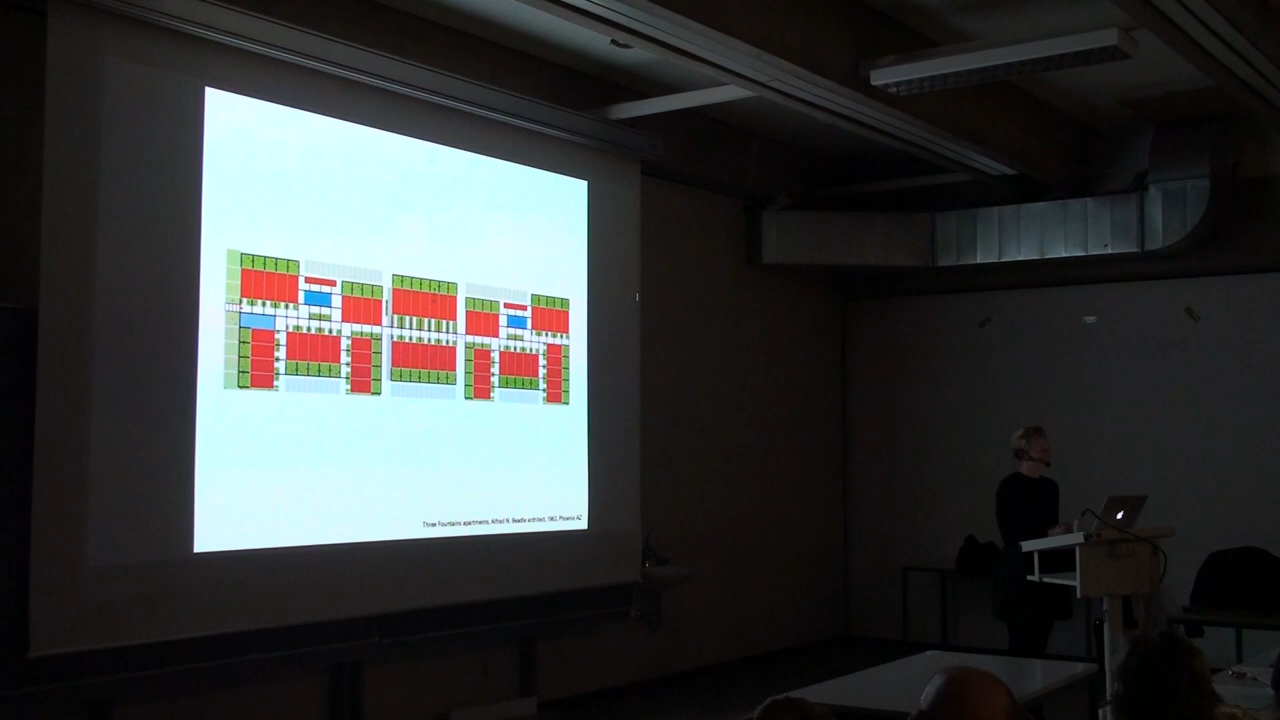 Three Fountains apartments, Alfred N. Beadle architect, 1963, Phoenix AZ